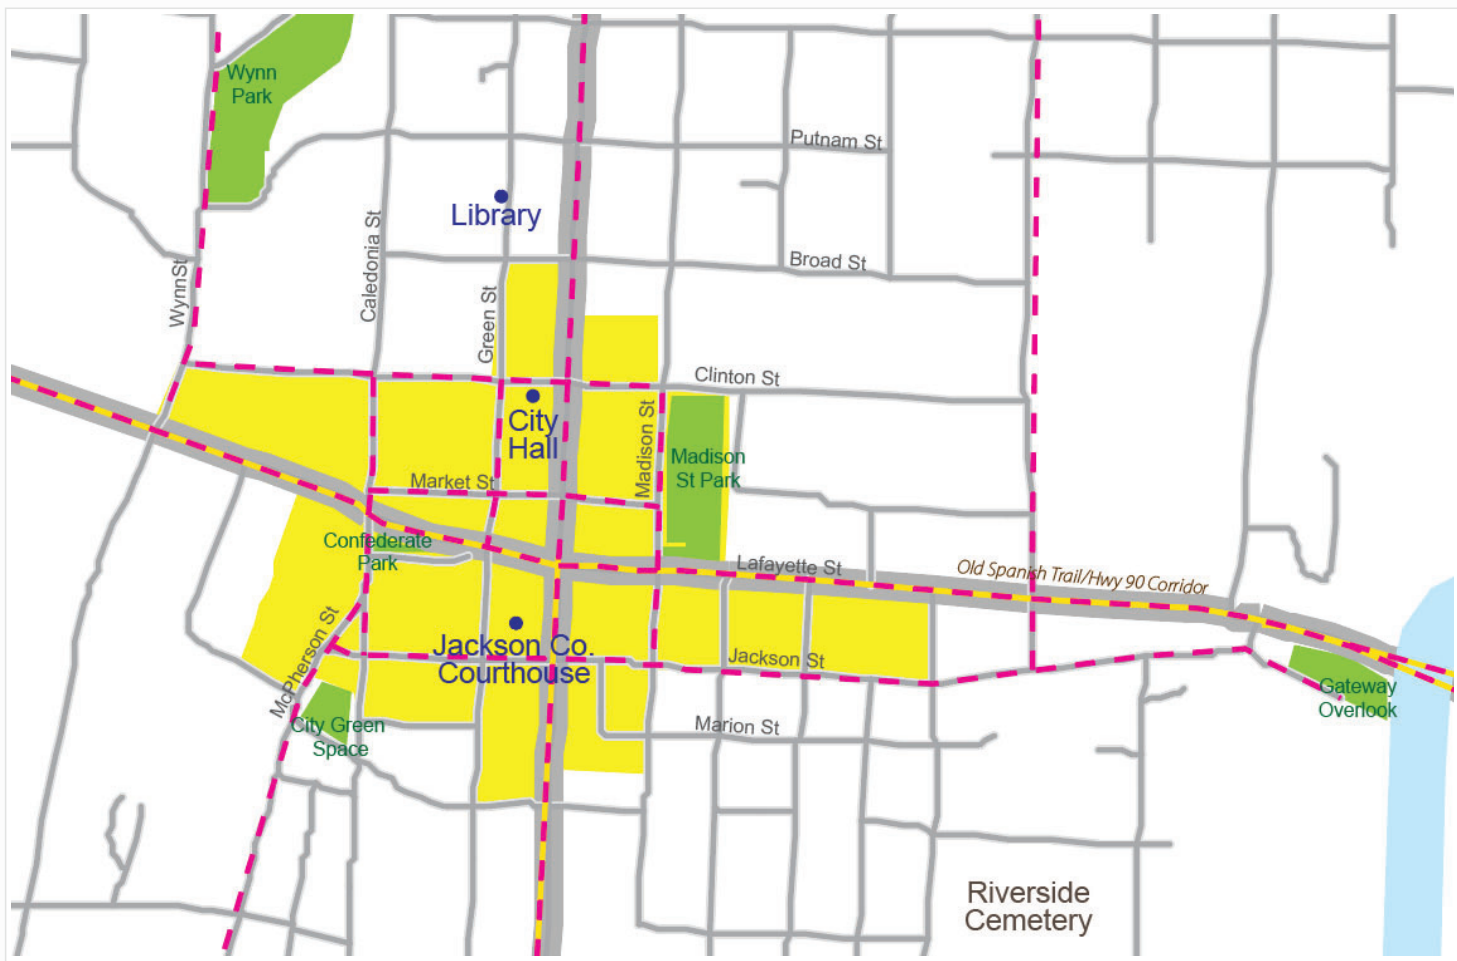 Wynn
Park
Putnam St
Library
Caledonia St
Broad St
WynnSt
Green St
Clinton St
City
Hall
Madison St
Madison
St Park
Market St
Confederate
Park
Lafayette St
Old Spanish Trail/Hwy 90 Corridor
McPherson St
Jackson Co.
Courthouse
Jackson St
Gateway
Overlook
City Green
Space
Marion St
Riverside
Cemetery